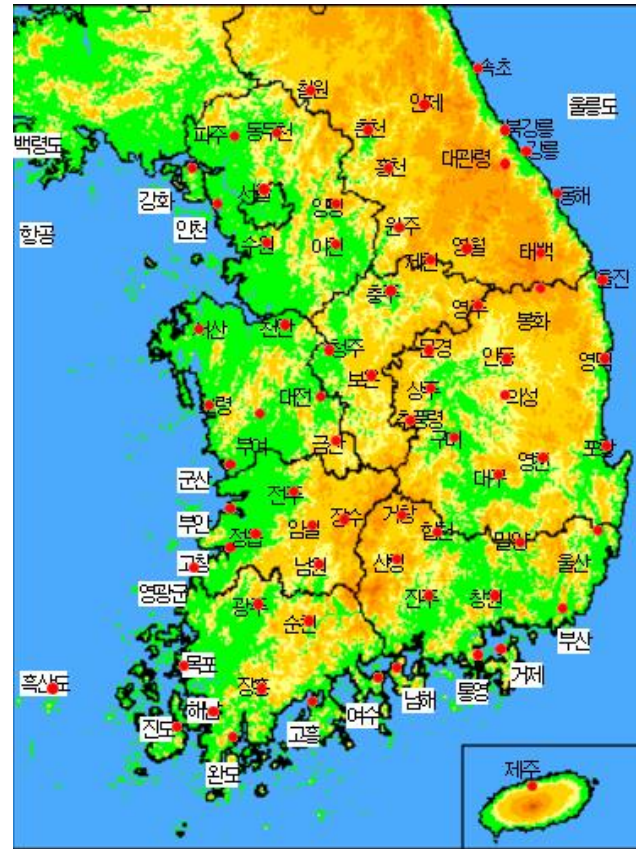 속초
철원
인제
울릉도
북강릉
파주
동두천
춘천
강릉
백령도
대관령
홍천
서울
동해
강화
양평
인천
원주
항공
수원
이천
영월
태백
제천
울진
충주
영주
봉화
서산
천안
청주
문경
안동
영덕
보은
상주
의성
대전
보령
추풍령
부여
금산
구미
포항
영천
군산
대구
전주
부안
장수
거창
임실
합천
정읍
밀양
고창
남원
산청
울산
영광군
광주
진주
창원
순천
부산
목포
거제
흑산도
장흥
통영
해남
여수
남해
진도
고흥
완도
제주